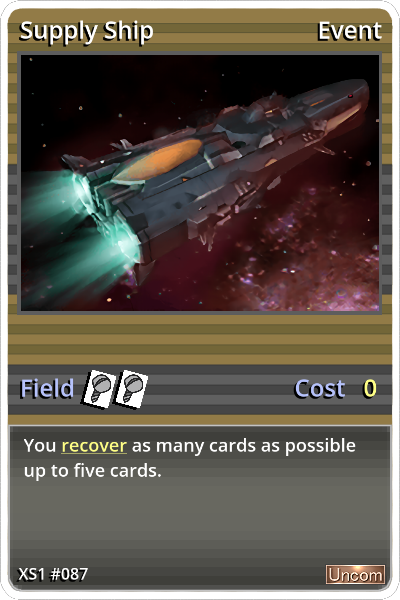 Supply Ship Event
Field Cost 0
You recover as many cards as possible
up to five cards.
XS1 #087 Uncom